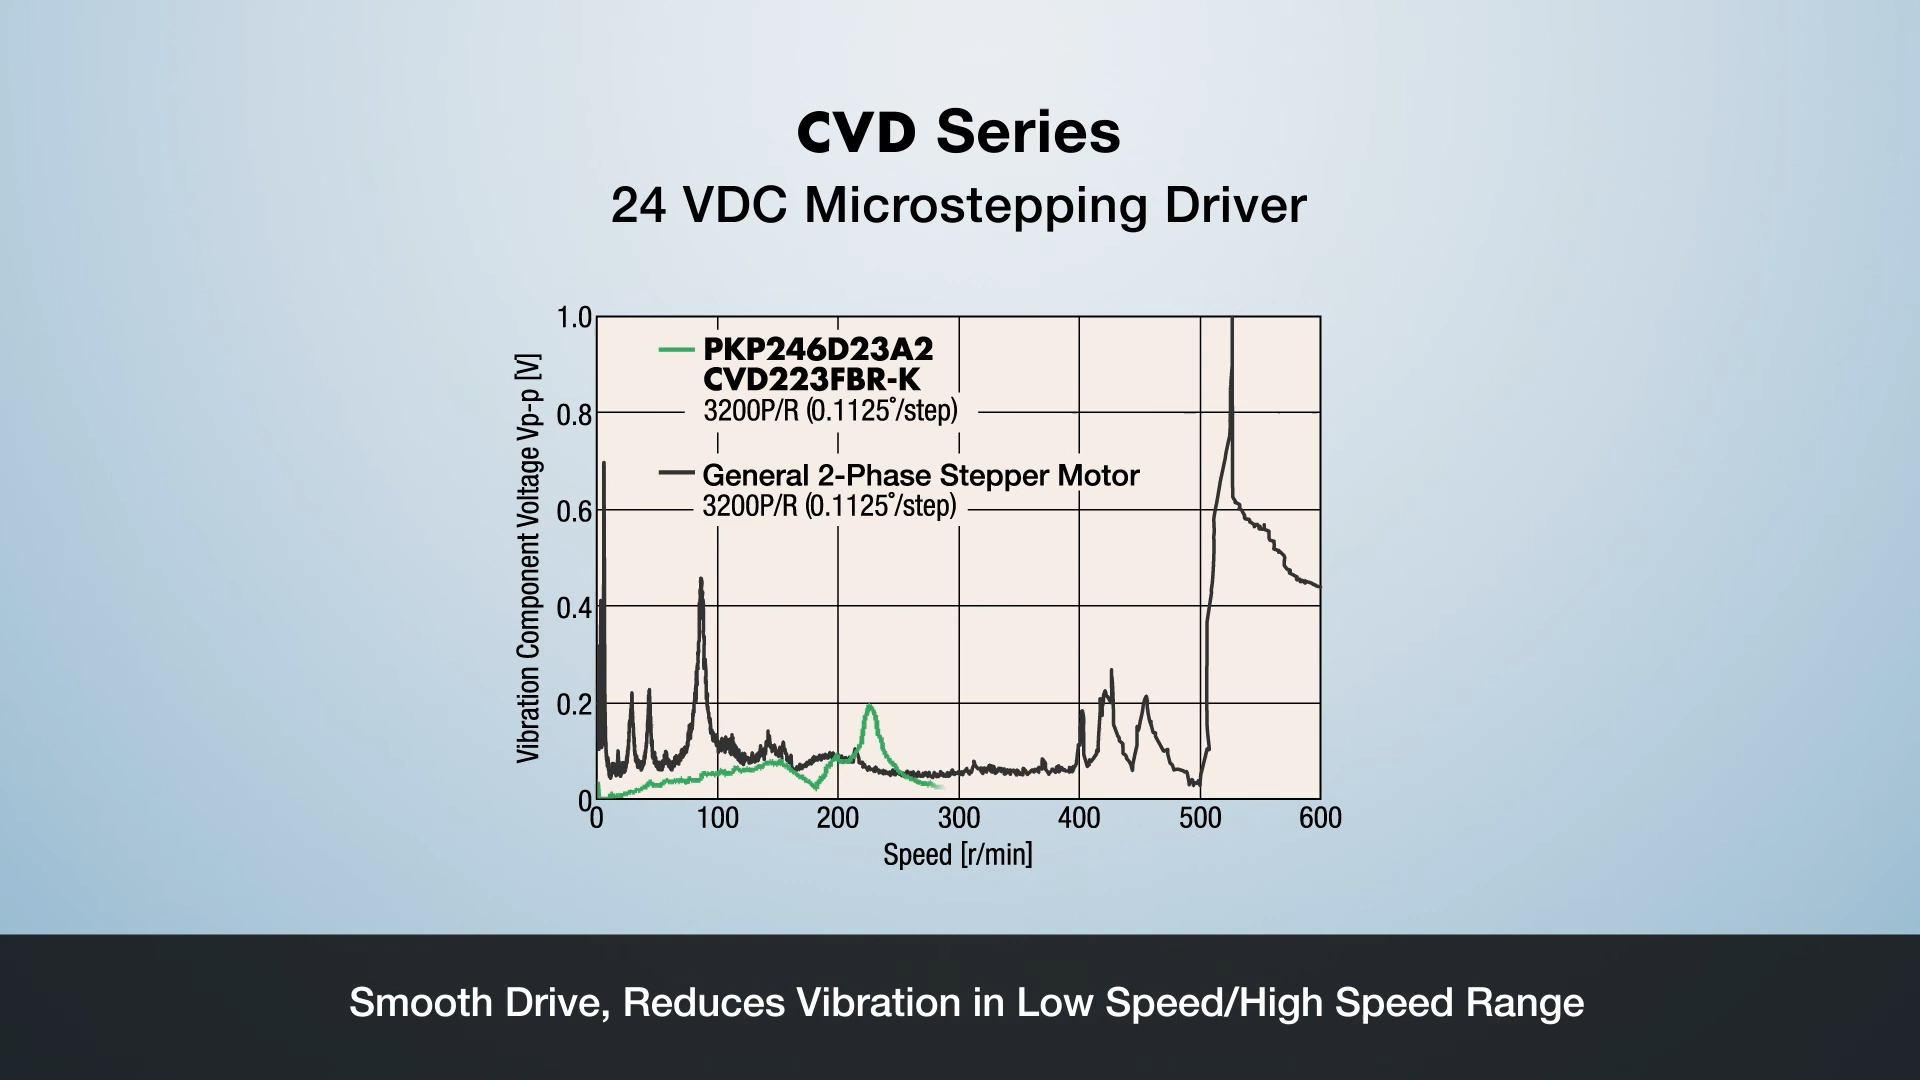 CVD Series
24 VDC Microstepping Driver
Vibration Component Voltage Vp-p [V]
1.0
0.8
0.6
0.4
0.2
0
PKP246D23A2
CVD223FBR-K
3200P/R (0.1125°/step)
General 2-Phase Stepper Motor
3200P/R (0.1125°/step)
0 100 200 300 400 500 600
Speed [r/min]
Smooth Drive, Reduces Vibration in Low Speed/High Speed Range